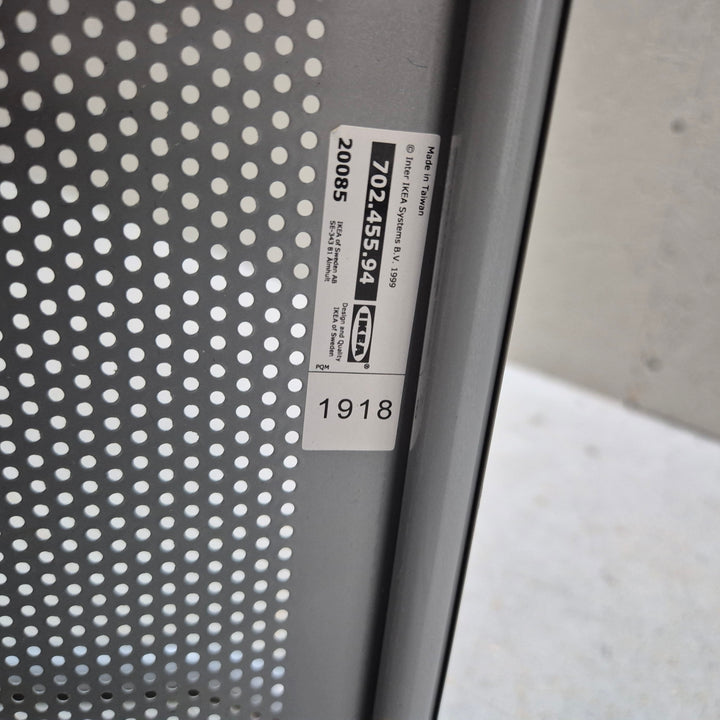 Made in Taiwan
© Inter IKEA Systems B.V. 1999
702.455.94
IKEA®
20085
IKEA of Sweden AB
SE-343 81 Älmhult
Design and Quality
IKEA of Sweden
PQM
1918